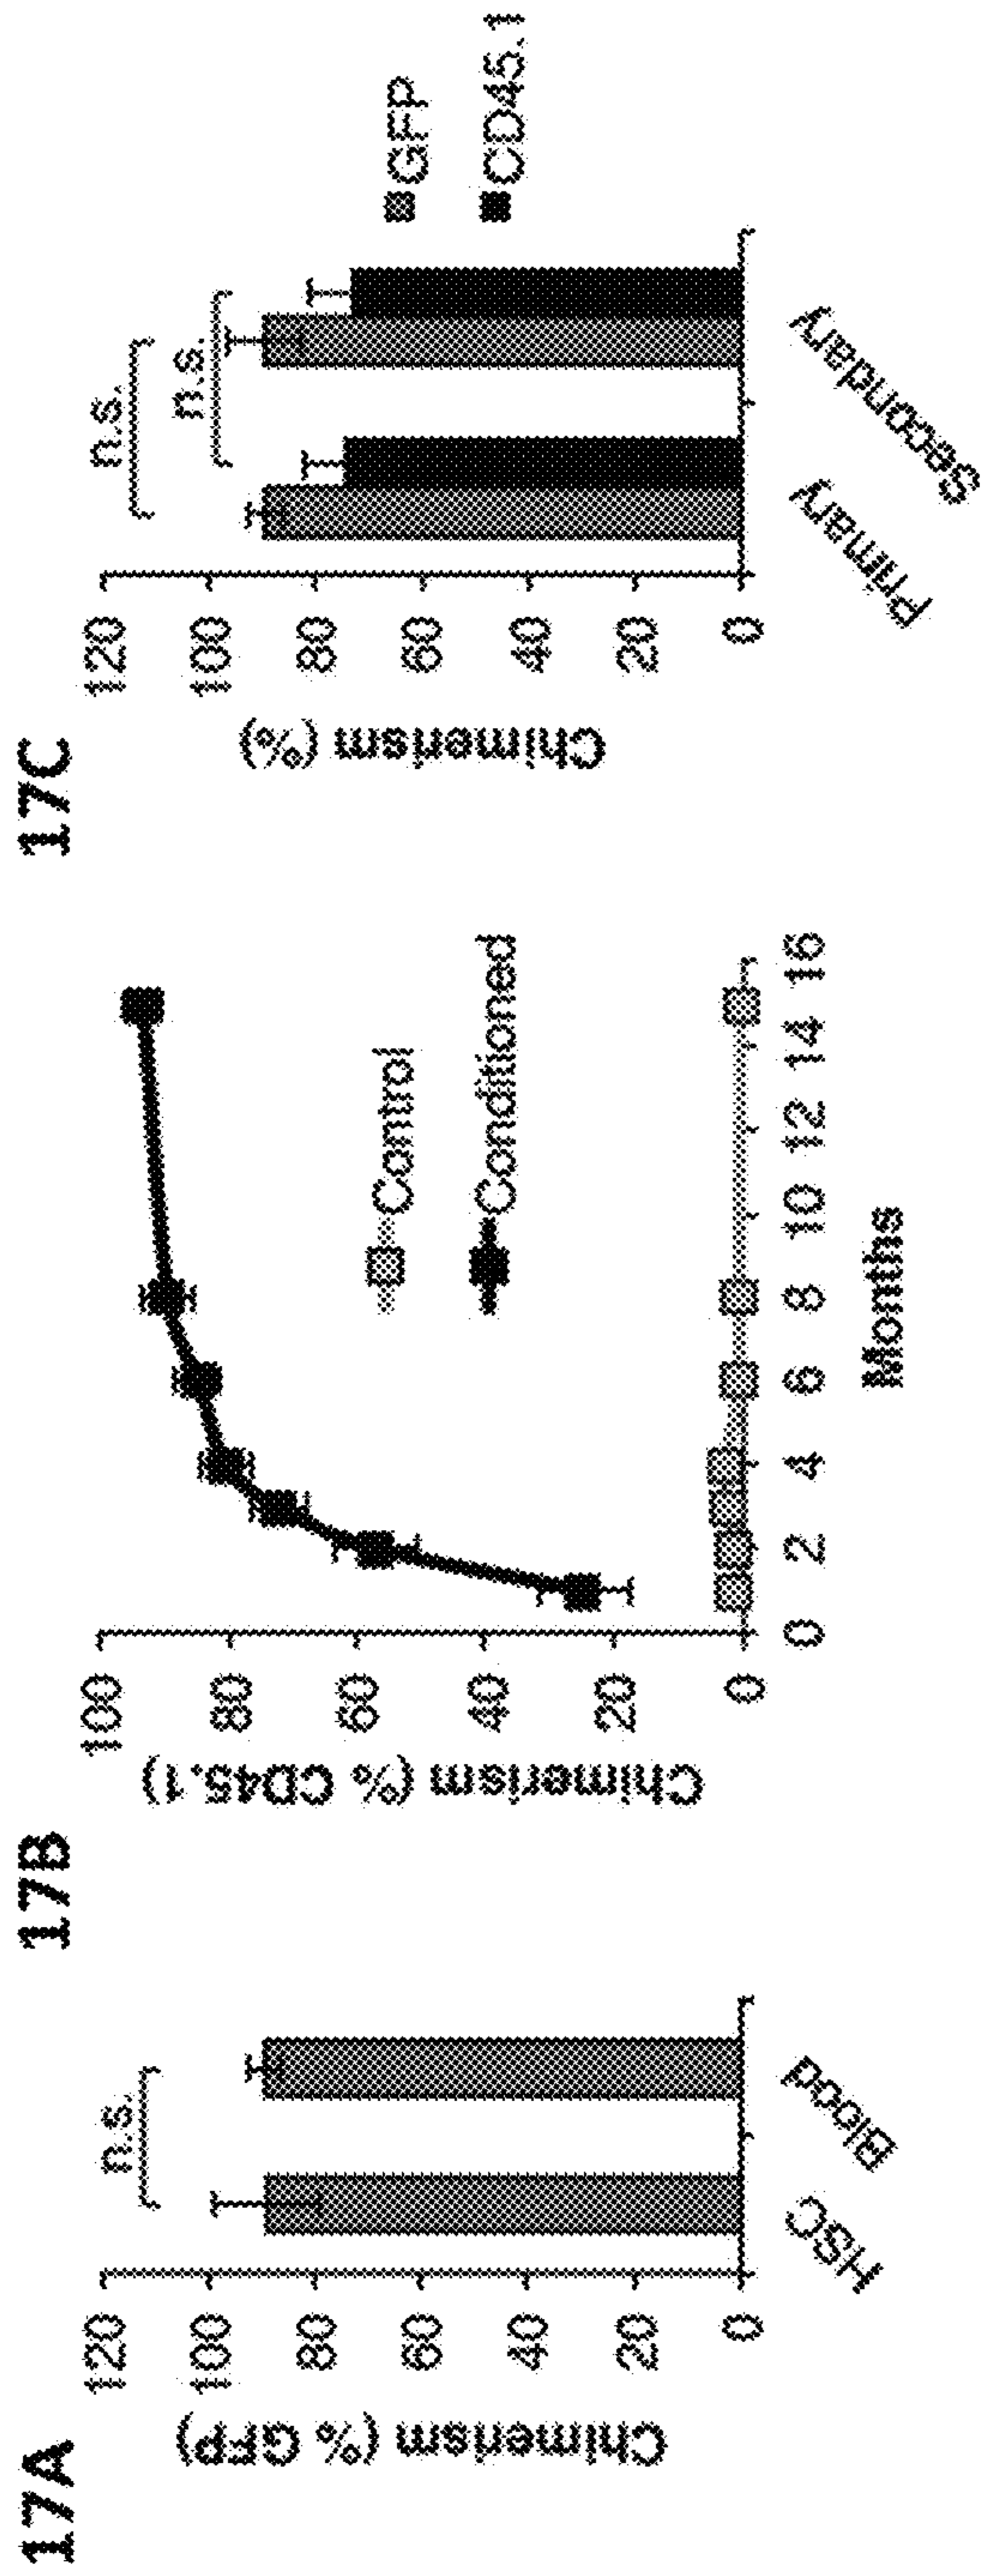 17A
Chimerism (% GFP)
120
100
80
60
40
20
0
n.s.
HSC
Blood
17B
Chimerism (% CD45.1)
100
80
60
40
20
0
Control
Conditioned
0 2 4 6 8 10 12 14 16
Months
17C
Chimerism (%)
120
100
80
60
40
20
0
n.s.
n.s.
GFP
CD45.1
Primary
Secondary